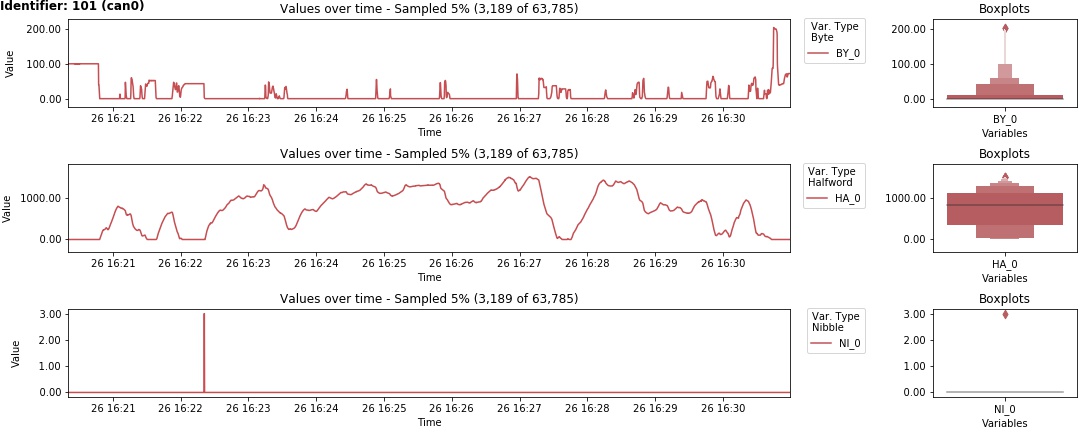 Identifier: 101 (can0)
Values over time - Sampled 5% (3,189 of 63,785)
Boxplots
Value
200.00
100.00
0.00
26 16:21 26 16:22 26 16:23 26 16:24 26 16:25 26 16:26 26 16:27 26 16:28 26 16:29 26 16:30
Time
Var. Type
Byte
BY_0
200.00
100.00
0.00
BY_0
Variables
Values over time - Sampled 5% (3,189 of 63,785)
Boxplots
Value
1000.00
0.00
26 16:21 26 16:22 26 16:23 26 16:24 26 16:25 26 16:26 26 16:27 26 16:28 26 16:29 26 16:30
Time
Var. Type
Halfword
HA_0
1000.00
0.00
HA_0
Variables
Values over time - Sampled 5% (3,189 of 63,785)
Boxplots
Value
3.00
2.00
1.00
0.00
26 16:21 26 16:22 26 16:23 26 16:24 26 16:25 26 16:26 26 16:27 26 16:28 26 16:29 26 16:30
Time
Var. Type
Nibble
NI_0
3.00
2.00
1.00
0.00
NI_0
Variables